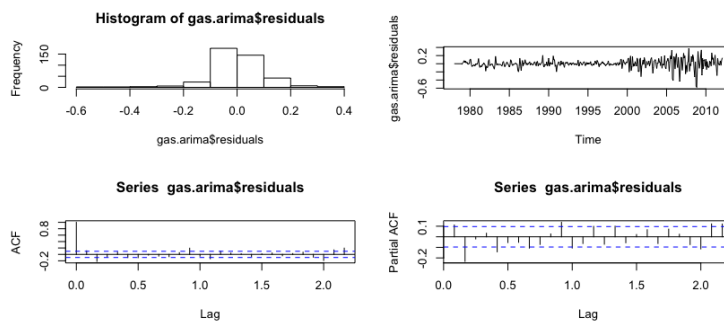 Histogram of gas.arima$residuals
Frequency
0 150
-0.6 -0.4 -0.2 0.0 0.2 0.4
gas.arima$residuals
gas.arima$residuals
-0.6 0.2
1980 1985 1990 1995 2000 2005 2010
Time
Series gas.arima$residuals
ACF
-0.2 0.8
0.0 0.5 1.0 1.5 2.0
Lag
Series gas.arima$residuals
Partial ACF
-0.2 0.1
0.0 0.5 1.0 1.5 2.0
Lag